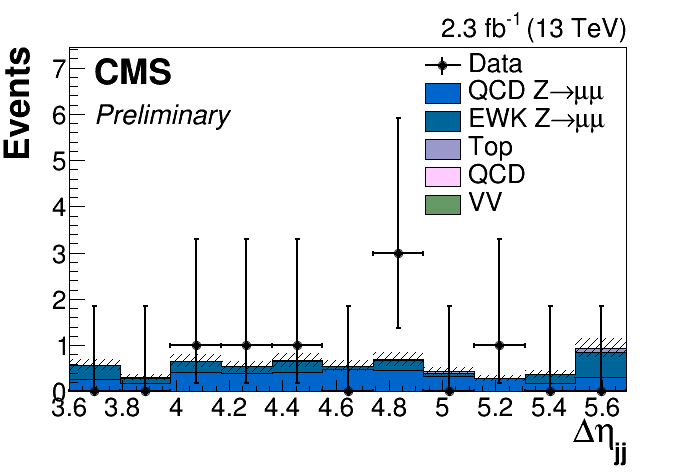 2.3 fb-1 (13 TeV)
CMS
Preliminary
Data
QCD Z→μμ
EWK Z→μμ
Top
QCD
VV
Events
7
6
5
4
3
2
1
0
3.6 3.8 4 4.2 4.4 4.6 4.8 5 5.2 5.4 5.6
Δηjj